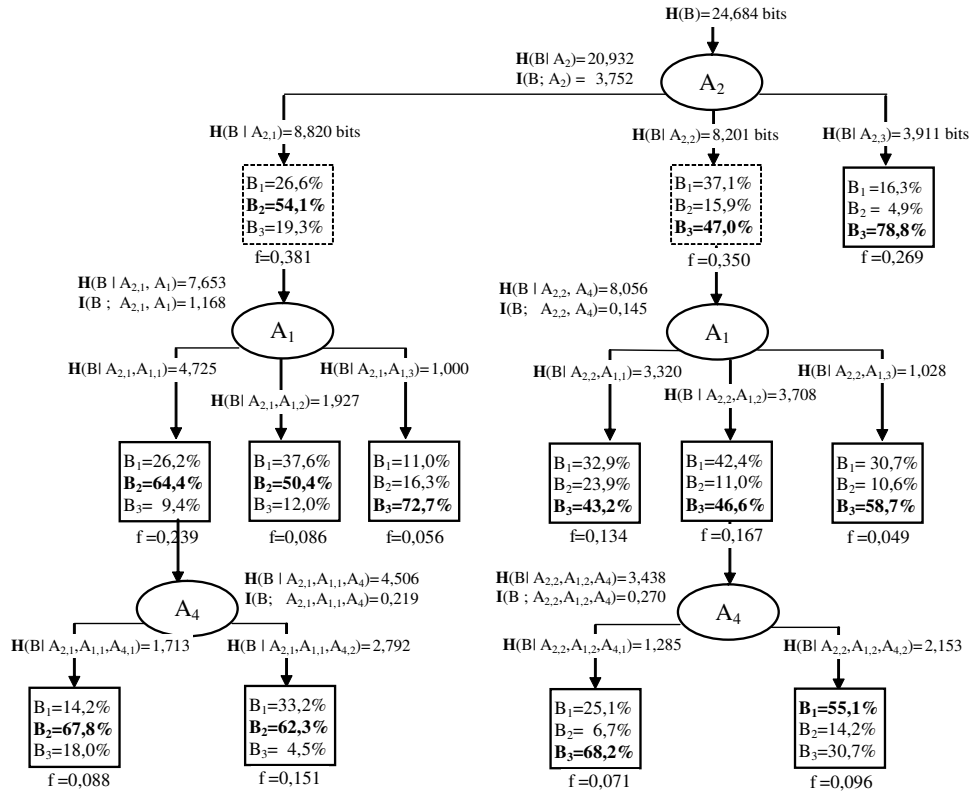 H(B)=24,684 bits
H(B| A2)=20,932
I(B; A2) = 3,752
A2
H(B | A2,1)=8,820 bits
H(B| A2,2)=8,201 bits
H(B| A2,3)=3,911 bits
B1=26,6%
B2=54,1%
B3=19,3%
f=0,381
B1=37,1%
B2=15,9%
B3=47,0%
f=0,350
B1=16,3%
B2= 4,9%
B3=78,8%
f=0,269
H(B | A2,1, A1)=7,653
I(B ; A2,1, A1)=1,168
A1
H(B | A2,2, A4)=8,056
I(B; A2,2, A4)=0,145
A1
H(B| A2,1,A1,1)=4,725
H(B| A2,1,A1,2)=1,927
H(B| A2,1,A1,3)=1,000
H(B| A2,2,A1,1)=3,320
H(B | A2,2,A1,2)=3,708
H(B| A2,2,A1,3)=1,028
B1=26,2%
B2=64,4%
B3= 9,4%
f =0,239
B1=37,6%
B2=50,4%
B3=12,0%
f =0,086
B1=11,0%
B2=16,3%
B3=72,7%
f =0,056
B1=32,9%
B2=23,9%
B3=43,2%
f =0,134
B1=42,4%
B2=11,0%
B3=46,6%
f =0,167
B1= 30,7%
B2= 10,6%
B3=58,7%
f =0,049
H(B | A2,1,A1,1,A4)=4,506
I(B; A2,1,A1,1,A4)=0,219
A4
H(B| A2,2,A1,2,A4)=3,438
I(B ; A2,2,A1,2,A4)=0,270
A4
H(B| A2,1,A1,1,A4,1)=1,713
H(B | A2,1,A1,1,A4,2)=2,792
H(B| A2,2,A1,2,A4,1)=1,285
H(B| A2,2,A1,2,A4,2)=2,153
B1=14,2%
B2=67,8%
B3=18,0%
f =0,088
B1=33,2%
B2=62,3%
B3= 4,5%
f =0,151
B1=25,1%
B2= 6,7%
B3=68,2%
f =0,071
B1=55,1%
B2=14,2%
B3=30,7%
f =0,096